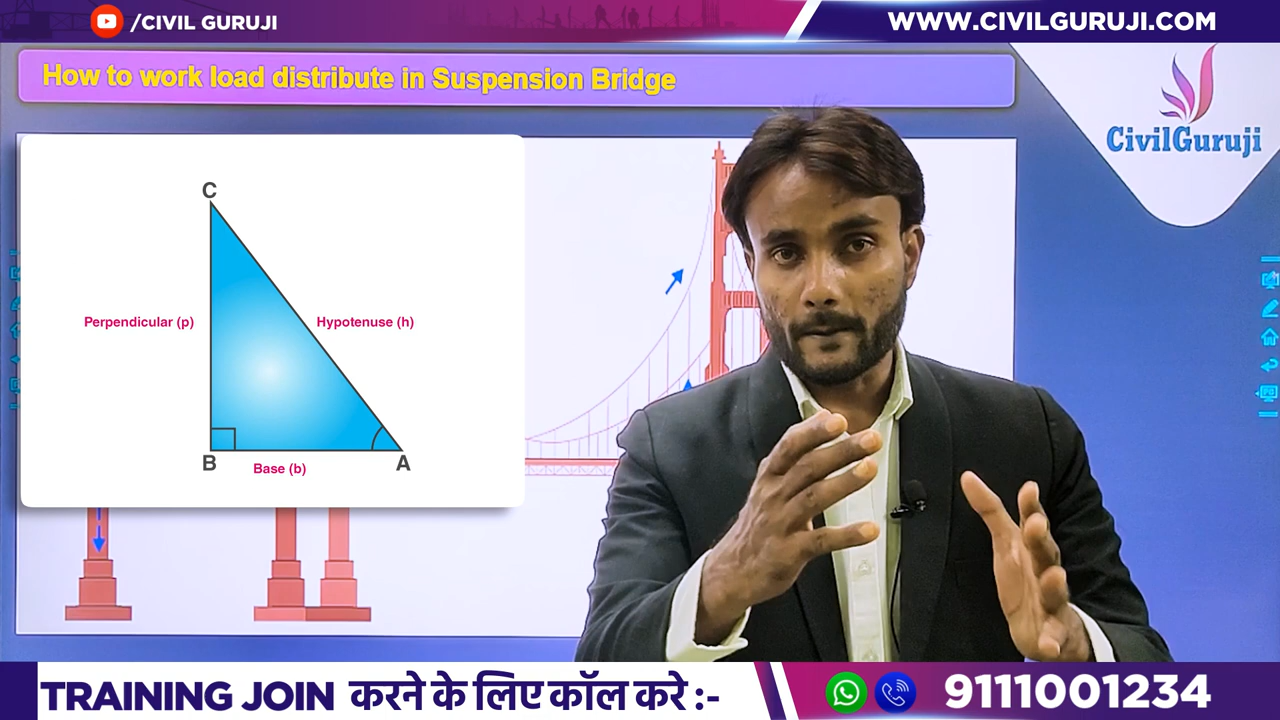 /CIVIL GURUJI
WWW.CIVILGURUJI.COM
How to work load distribute in Suspension Bridge
CivilGuruji
C
Perpendicular (p)
Hypotenuse (h)
B
A
Base (b)
TRAINING JOIN करने के लिए कॉल करे :-
9111001234